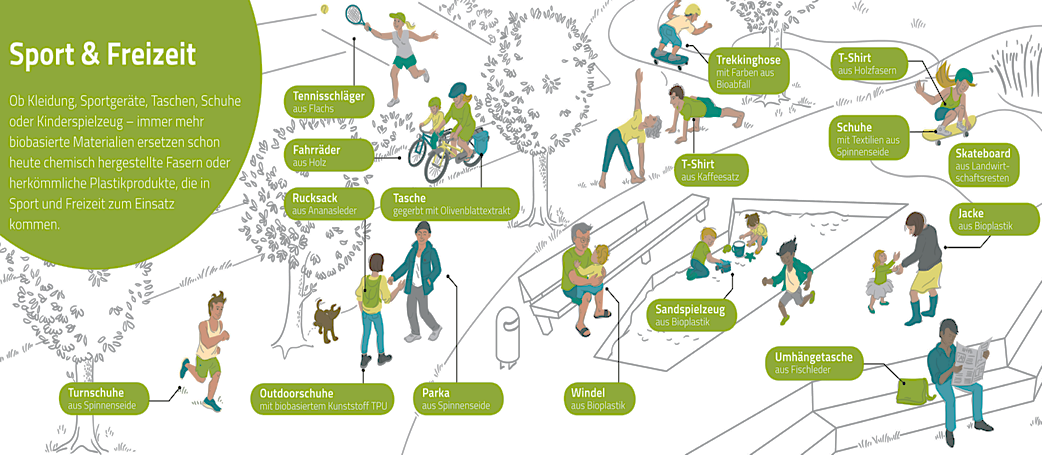 Sport & Freizeit
Ob Kleidung, Sportgeräte, Taschen, Schuhe
oder Kinderspielzeug – immer mehr
biobasierte Materialien ersetzen schon
heute chemisch hergestellte Fasern oder
herkömmliche Plastikprodukte, die in
Sport und Freizeit zum Einsatz
kommen.
Tennisschläger
aus Flachs
Fahrräder
aus Holz
Rucksack
aus Ananasleder
Tasche
gegerbt mit Olivenblattextrakt
Trekkinghose
mit Farben aus
Bioabfall
T-Shirt
aus Holzfasern
Schuhe
mit Textilien aus
Spinnenseide
Skateboard
aus Landwirt-
schaftsresten
T-Shirt
aus Kaffeesatz
Jacke
aus Bioplastik
Sandspielzeug
aus Bioplastik
Umhängetasche
aus Fischleder
Turnschuhe
aus Spinnenseide
Outdoorschuhe
mit biobasiertem Kunststoff TPU
Parka
aus Spinnenseide
Windel
aus Bioplastik